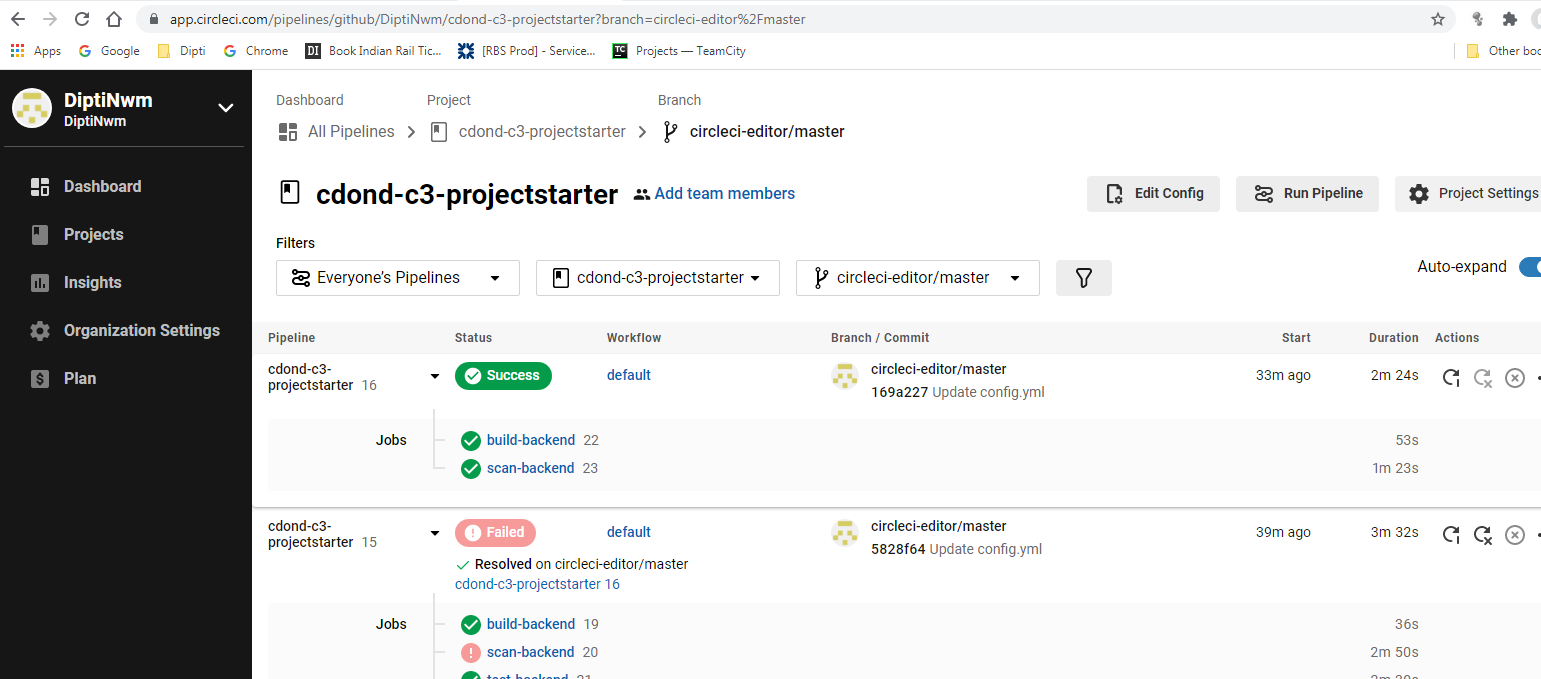 app.circleci.com/pipelines/github/DiptiNwm/cdond-c3-projectstarter?branch=circleci-editor%2Fmaster
Apps Google Dipti Chrome DI Book Indian Rail Tic... [RBS Prod] - Service... TC Projects — TeamCity Other boo
DiptiNwm
DiptiNwm
Dashboard
Projects
Insights
Organization Settings
Plan
Dashboard Project Branch
All Pipelines cdond-c3-projectstarter circleci-editor/master
cdond-c3-projectstarter Add team members Edit Config Run Pipeline Project Settings
Filters
Everyone's Pipelines cdond-c3-projectstarter circleci-editor/master Auto-expand
Pipeline Status Workflow Branch / Commit Start Duration Actions
cdond-c3-
projectstarter 16 Success default circleci-editor/master 33m ago 2m 24s
169a227 Update config.yml
Jobs build-backend 22 53s
scan-backend 23 1m 23s
cdond-c3-
projectstarter 15 Failed default circleci-editor/master 39m ago 3m 32s
5828f64 Update config.yml
Resolved on circleci-editor/master
cdond-c3-projectstarter 16
Jobs build-backend 19 36s
scan-backend 20 2m 50s
test-backend 21